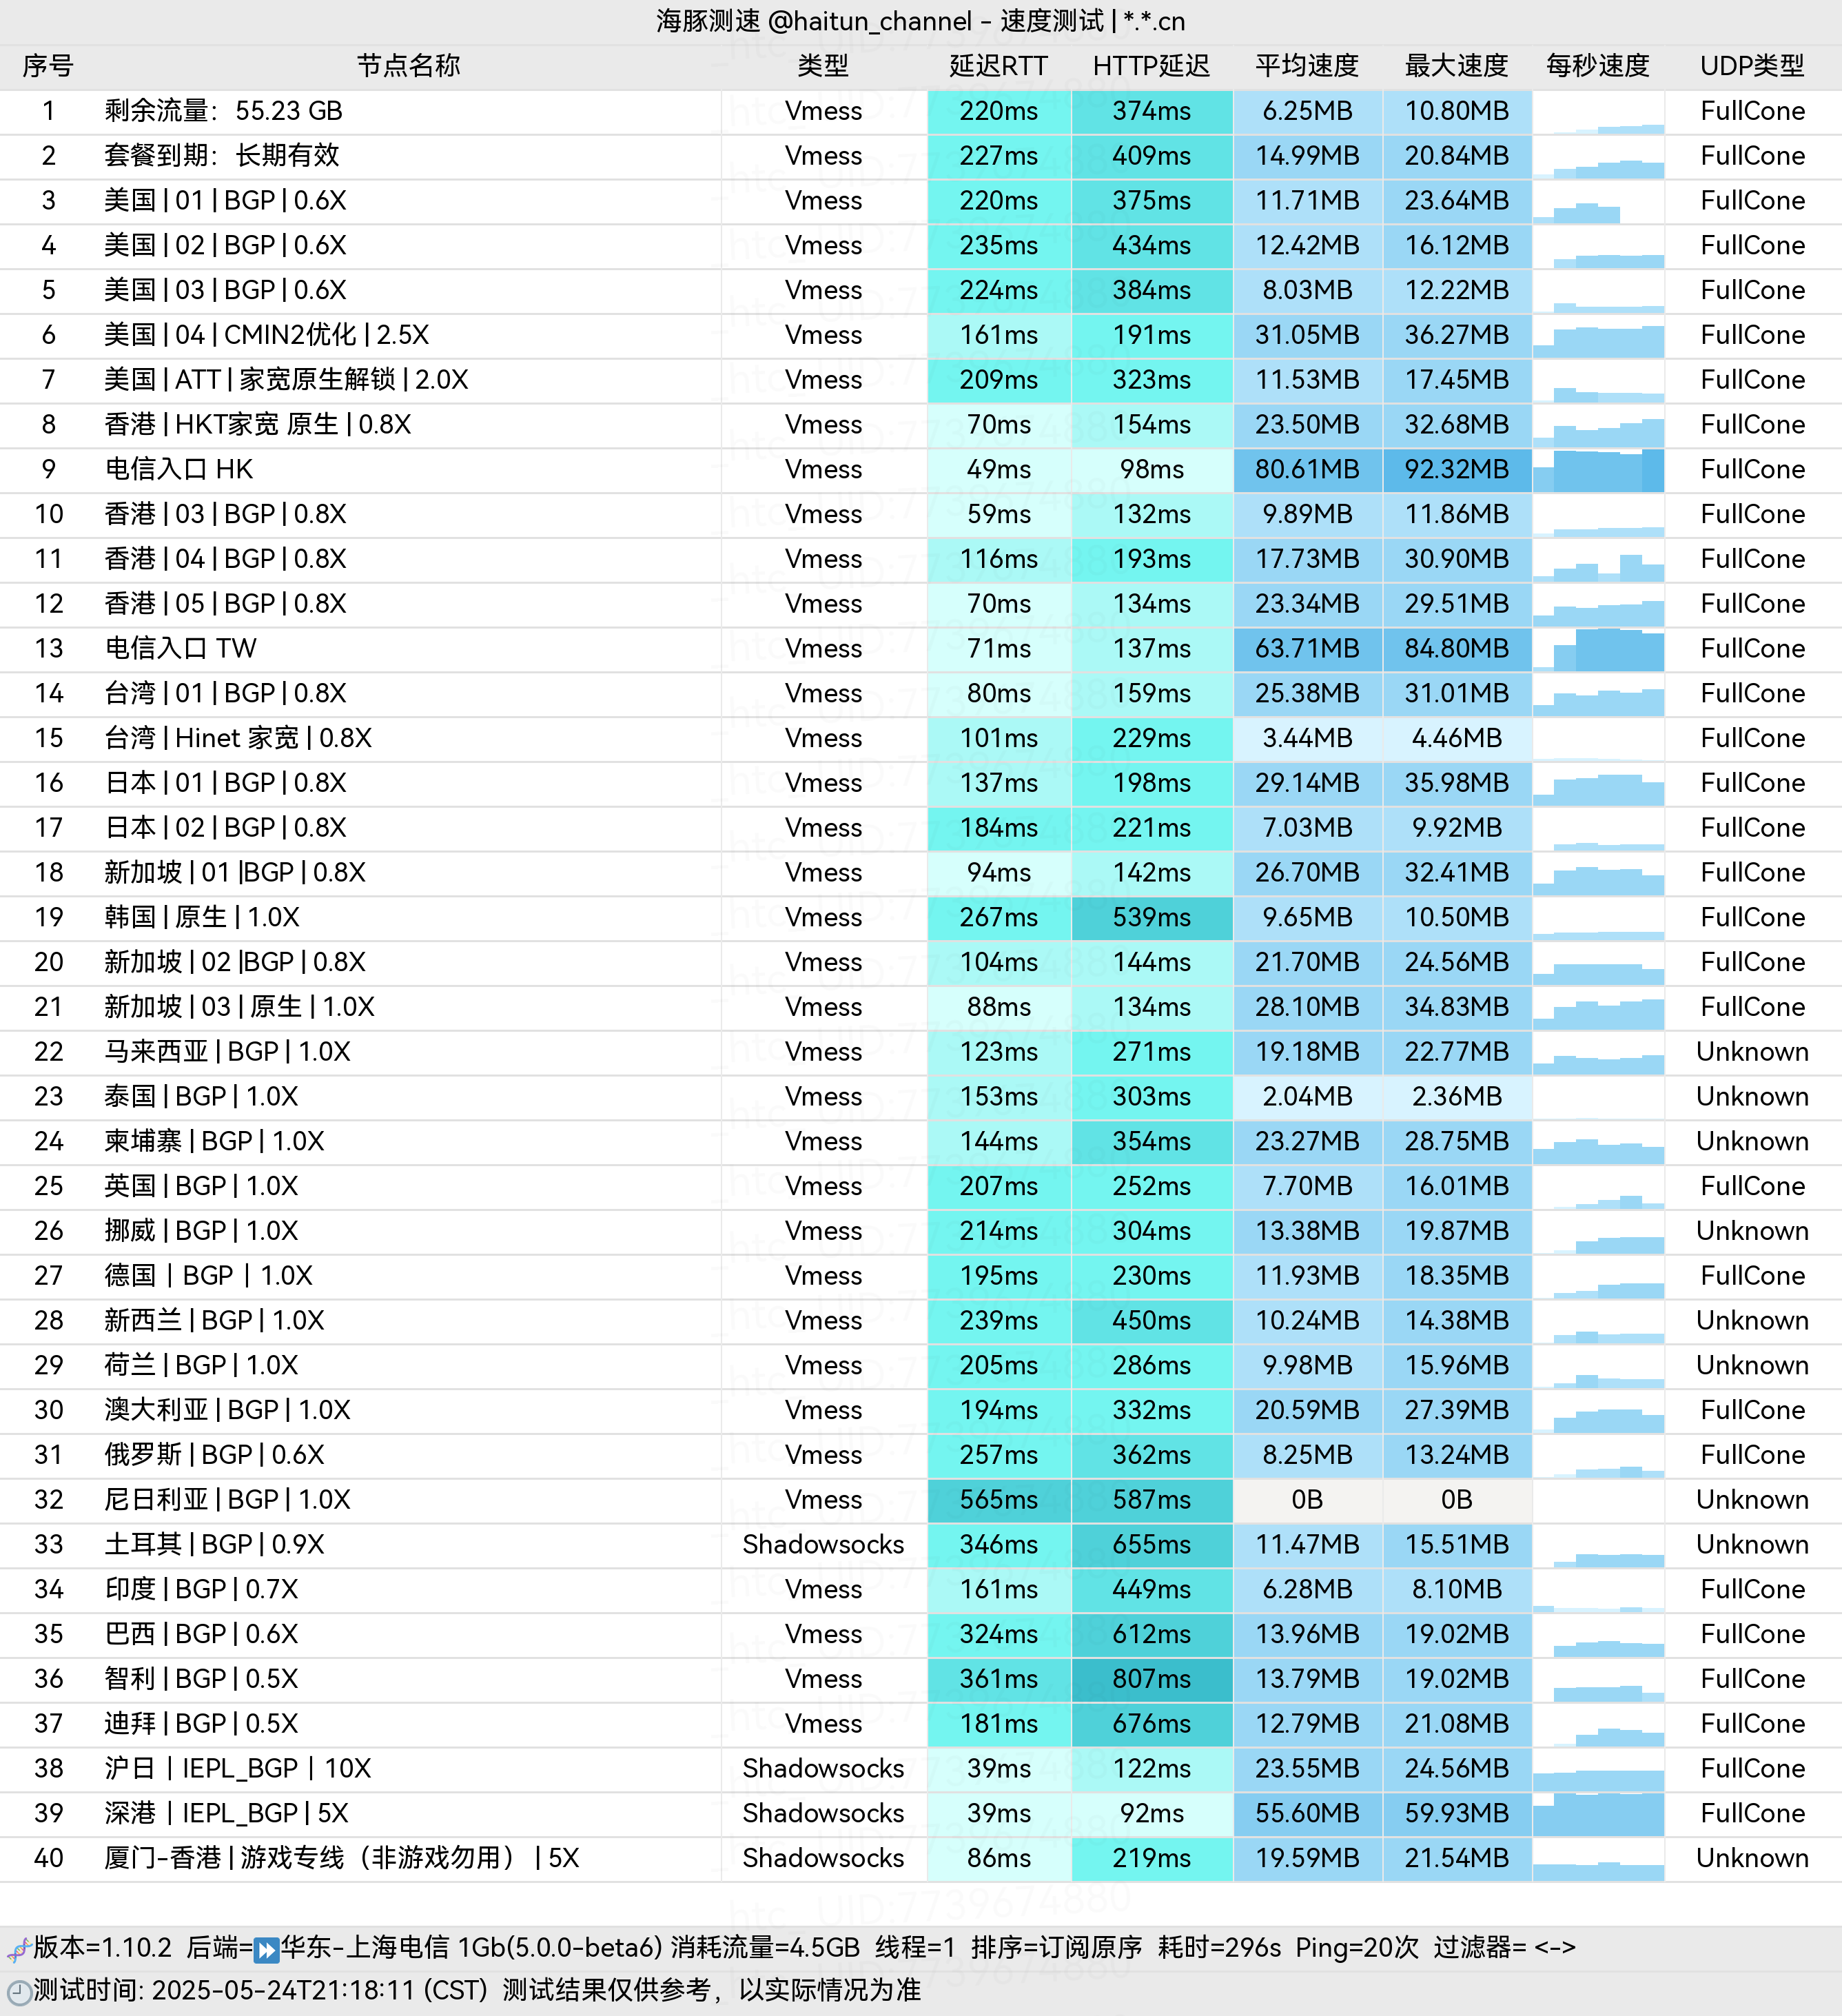 海豚测速 @haitun_channel - 速度测试 | *.*.cn
序号 节点名称 类型 延迟RTT HTTP延迟 平均速度 最大速度 每秒速度 UDP类型
1 剩余流量：55.23 GB Vmess 220ms 374ms 6.25MB 10.80MB FullCone
2 套餐到期：长期有效 Vmess 227ms 409ms 14.99MB 20.84MB FullCone
3 美国 | 01 | BGP | 0.6X Vmess 220ms 375ms 11.71MB 23.64MB FullCone
4 美国 | 02 | BGP | 0.6X Vmess 235ms 434ms 12.42MB 16.12MB FullCone
5 美国 | 03 | BGP | 0.6X Vmess 224ms 384ms 8.03MB 12.22MB FullCone
6 美国 | 04 | CMIN2优化 | 2.5X Vmess 161ms 191ms 31.05MB 36.27MB FullCone
7 美国 | ATT | 家宽原生解锁 | 2.0X Vmess 209ms 323ms 11.53MB 17.45MB FullCone
8 香港 | HKT家宽 原生 | 0.8X Vmess 70ms 154ms 23.50MB 32.68MB FullCone
9 电信入口 HK Vmess 49ms 98ms 80.61MB 92.32MB FullCone
10 香港 | 03 | BGP | 0.8X Vmess 59ms 132ms 9.89MB 11.86MB FullCone
11 香港 | 04 | BGP | 0.8X Vmess 116ms 193ms 17.73MB 30.90MB FullCone
12 香港 | 05 | BGP | 0.8X Vmess 70ms 134ms 23.34MB 29.51MB FullCone
13 电信入口 TW Vmess 71ms 137ms 63.71MB 84.80MB FullCone
14 台湾 | 01 | BGP | 0.8X Vmess 80ms 159ms 25.38MB 31.01MB FullCone
15 台湾 | Hinet 家宽 | 0.8X Vmess 101ms 229ms 3.44MB 4.46MB FullCone
16 日本 | 01 | BGP | 0.8X Vmess 137ms 198ms 29.14MB 35.98MB FullCone
17 日本 | 02 | BGP | 0.8X Vmess 184ms 221ms 7.03MB 9.92MB FullCone
18 新加坡 | 01 |BGP | 0.8X Vmess 94ms 142ms 26.70MB 32.41MB FullCone
19 韩国 | 原生 | 1.0X Vmess 267ms 539ms 9.65MB 10.50MB FullCone
20 新加坡 | 02 |BGP | 0.8X Vmess 104ms 144ms 21.70MB 24.56MB FullCone
21 新加坡 | 03 | 原生 | 1.0X Vmess 88ms 134ms 28.10MB 34.83MB FullCone
22 马来西亚 | BGP | 1.0X Vmess 123ms 271ms 19.18MB 22.77MB Unknown
23 泰国 | BGP | 1.0X Vmess 153ms 303ms 2.04MB 2.36MB Unknown
24 柬埔寨 | BGP | 1.0X Vmess 144ms 354ms 23.27MB 28.75MB Unknown
25 英国 | BGP | 1.0X Vmess 207ms 252ms 7.70MB 16.01MB FullCone
26 挪威 | BGP | 1.0X Vmess 214ms 304ms 13.38MB 19.87MB Unknown
27 德国｜BGP｜1.0X Vmess 195ms 230ms 11.93MB 18.35MB FullCone
28 新西兰 | BGP | 1.0X Vmess 239ms 450ms 10.24MB 14.38MB Unknown
29 荷兰 | BGP | 1.0X Vmess 205ms 286ms 9.98MB 15.96MB Unknown
30 澳大利亚 | BGP | 1.0X Vmess 194ms 332ms 20.59MB 27.39MB FullCone
31 俄罗斯 | BGP | 0.6X Vmess 257ms 362ms 8.25MB 13.24MB FullCone
32 尼日利亚 | BGP | 1.0X Vmess 565ms 587ms 0B 0B Unknown
33 土耳其 | BGP | 0.9X Shadowsocks 346ms 655ms 11.47MB 15.51MB Unknown
34 印度 | BGP | 0.7X Vmess 161ms 449ms 6.28MB 8.10MB FullCone
35 巴西 | BGP | 0.6X Vmess 324ms 612ms 13.96MB 19.02MB FullCone
36 智利 | BGP | 0.5X Vmess 361ms 807ms 13.79MB 19.02MB FullCone
37 迪拜 | BGP | 0.5X Vmess 181ms 676ms 12.79MB 21.08MB FullCone
38 沪日｜IEPL_BGP｜10X Shadowsocks 39ms 122ms 23.55MB 24.56MB FullCone
39 深港｜IEPL_BGP | 5X Shadowsocks 39ms 92ms 55.60MB 59.93MB FullCone
40 厦门-香港 | 游戏专线（非游戏勿用） | 5X Shadowsocks 86ms 219ms 19.59MB 21.54MB Unknown
版本=1.10.2 后端=⏩华东-上海电信 1Gb(5.0.0-beta6) 消耗流量=4.5GB 线程=1 排序=订阅原序 耗时=296s Ping=20次 过滤器= <->
测试时间: 2025-05-24T21:18:11 (CST) 测试结果仅供参考，以实际情况为准